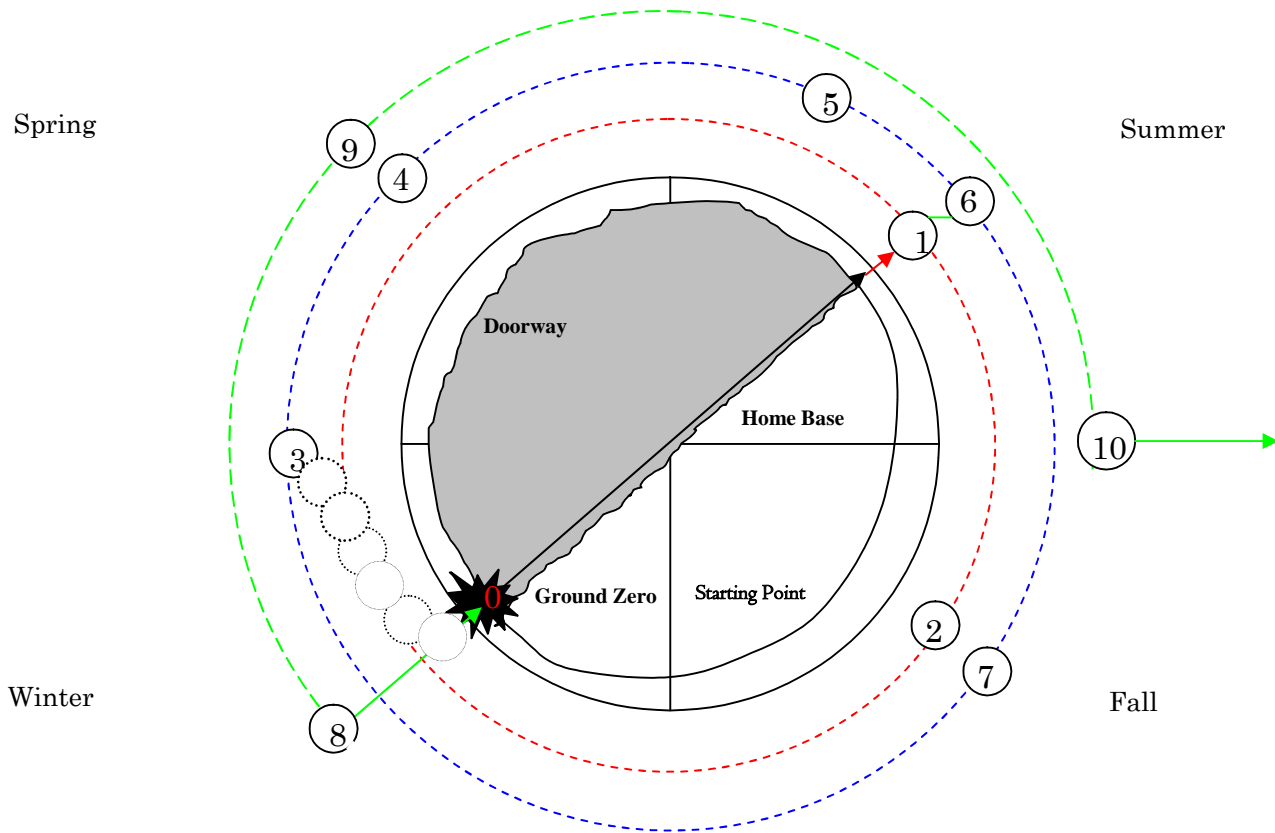 5
Spring
Summer
9
4
6
1
Doorway
Home Base
3
10
0
Ground Zero
Starting Point
2
7
Winter
Fall
8